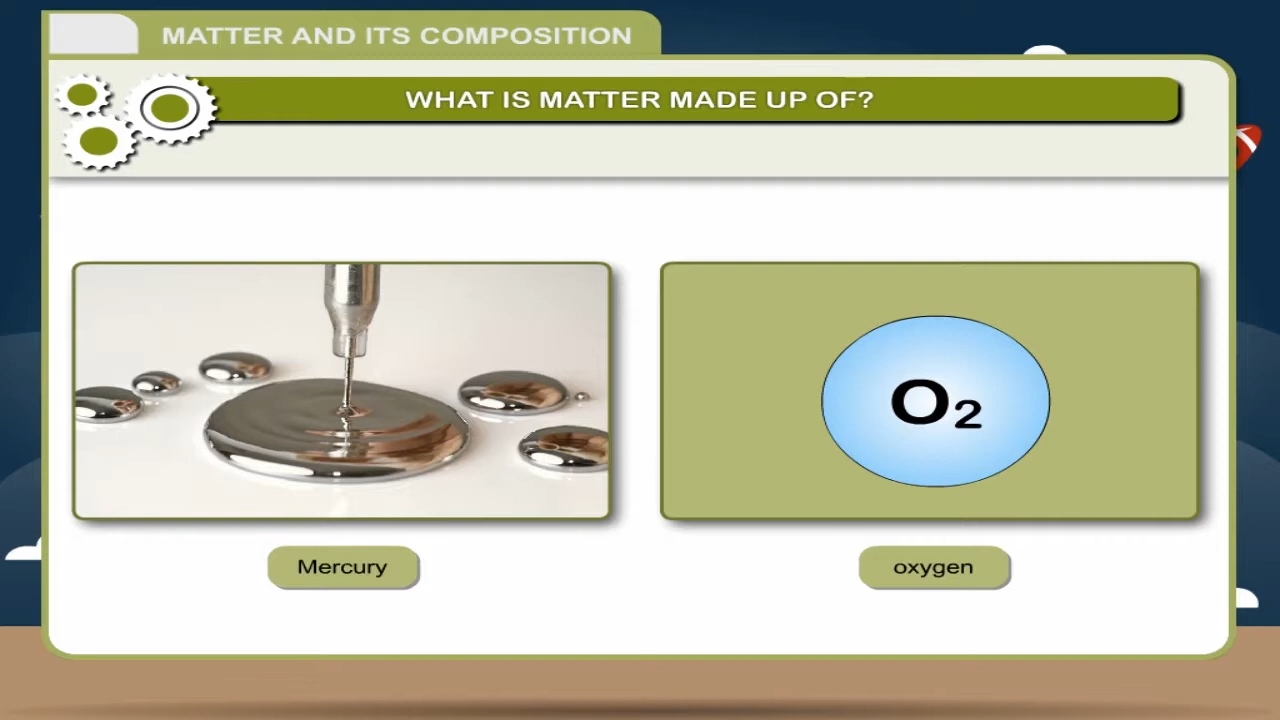 MATTER AND ITS COMPOSITION
WHAT IS MATTER MADE UP OF?
O₂
Mercury
oxygen